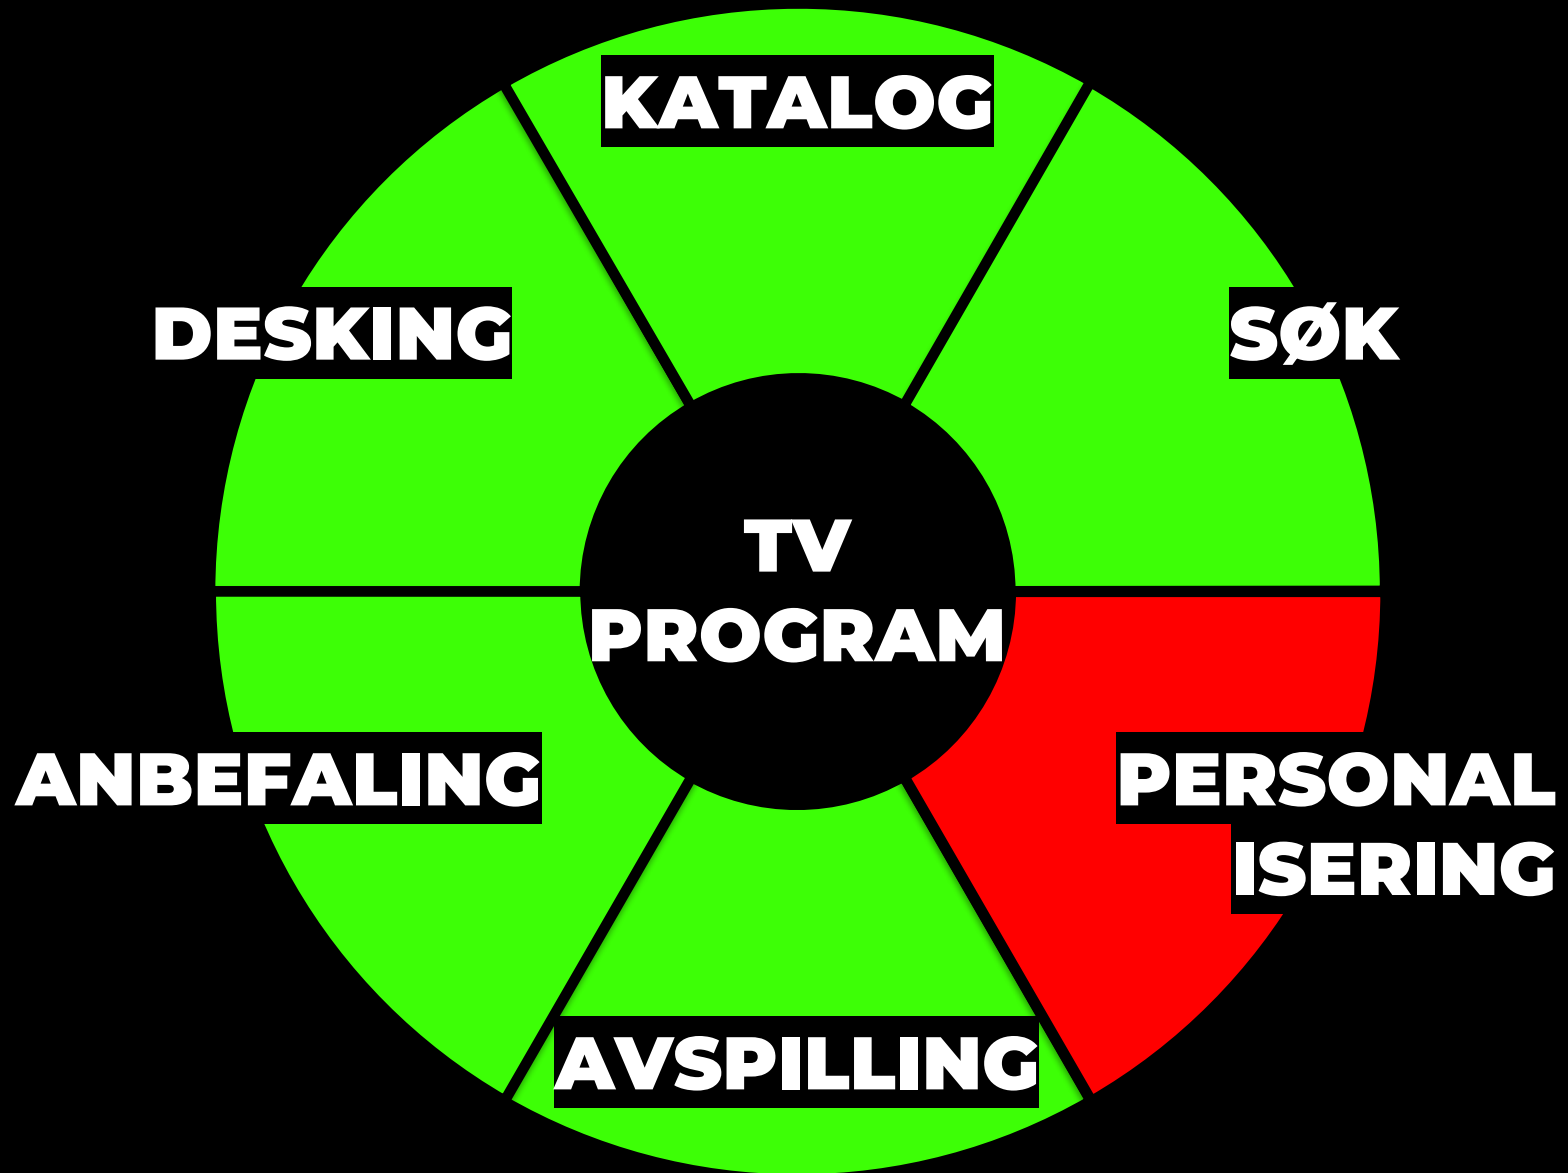 KATALOG
DESKING
SØK
TV
PROGRAM
ANBEFALING
PERSONAL
ISERING
AVSPILLING